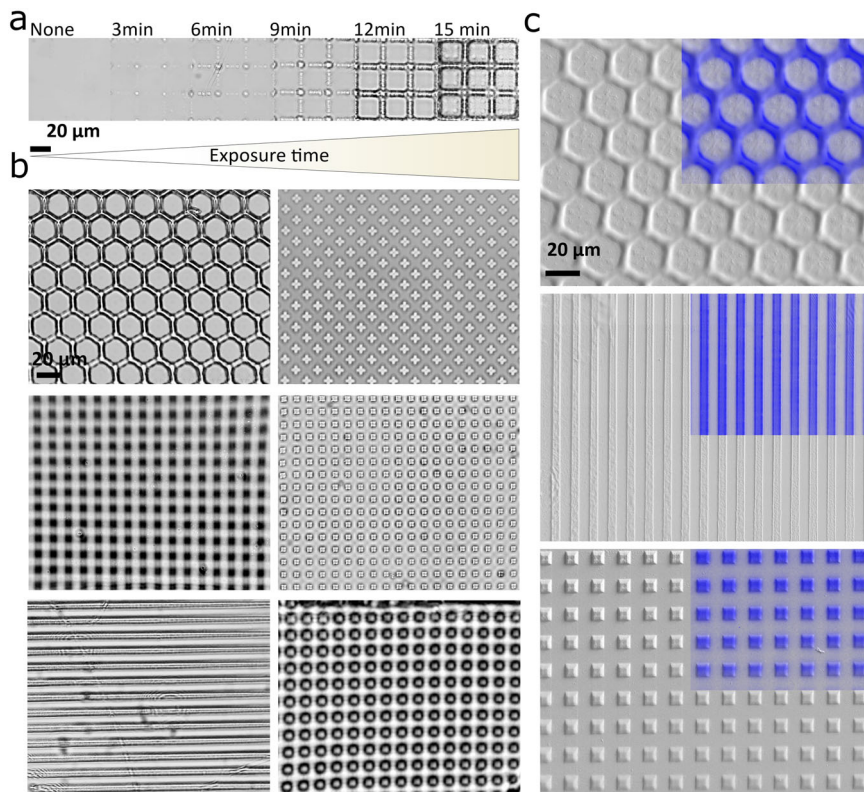 a
None 3min 6min 9min 12min 15 min
20 μm
Exposure time
b
20 μm
c
20 μm